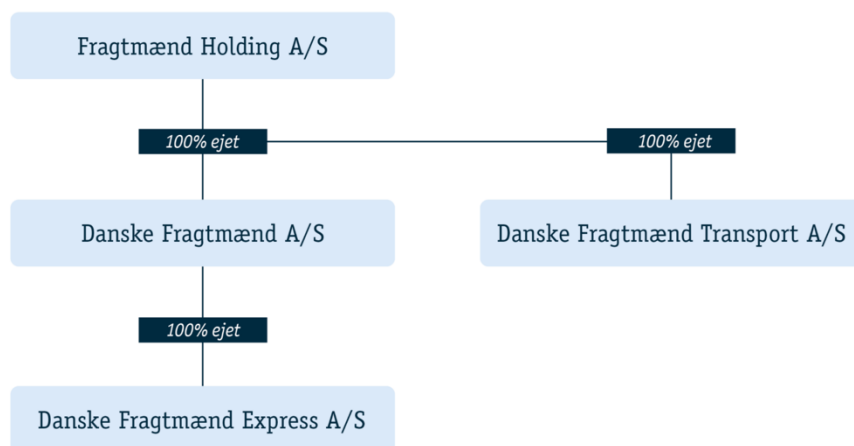 Fragtmænd Holding A/S
100% ejet
100% ejet
Danske Fragtmænd A/S
Danske Fragtmænd Transport A/S
100% ejet
Danske Fragtmænd Express A/S